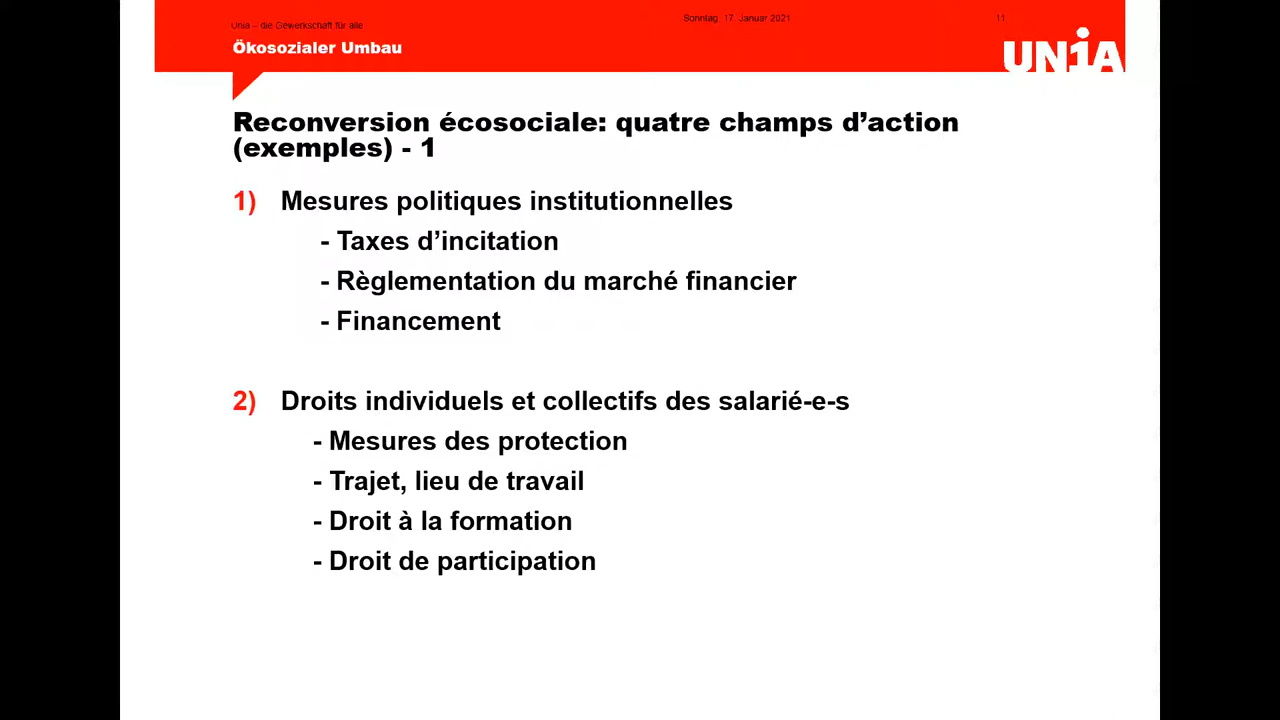 Unia – die Gewerkschaft für alle
Sonntag, 17. Januar 2021
11
Ökosozialer Umbau
UNiA
Reconversion écosociale: quatre champs d’action
(exemples) - 1
1) Mesures politiques institutionnelles
- Taxes d’incitation
- Règlementation du marché financier
- Financement
2) Droits individuels et collectifs des salarié-e-s
- Mesures des protection
- Trajet, lieu de travail
- Droit à la formation
- Droit de participation